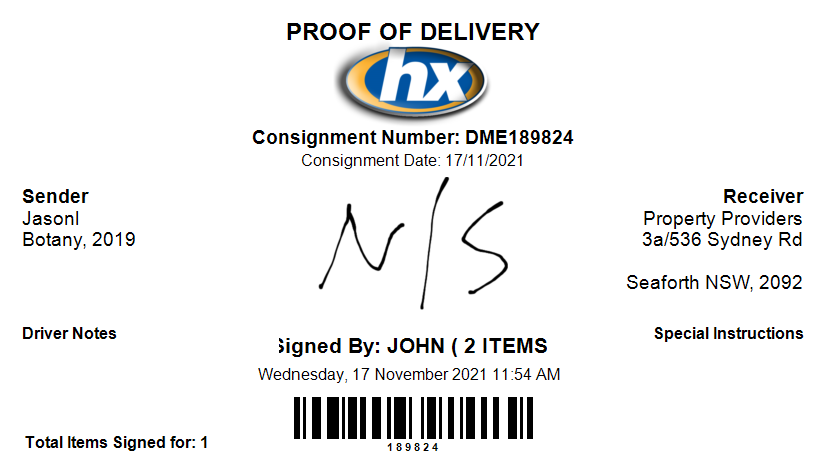 PROOF OF DELIVERY
hx
Consignment Number: DME189824
Consignment Date: 17/11/2021
Sender
JasonI
Botany, 2019
N/S
Receiver
Property Providers
3a/536 Sydney Rd
Seaforth NSW, 2092
Driver Notes
Signed By: JOHN ( 2 ITEMS
Special Instructions
Wednesday, 17 November 2021 11:54 AM
189824
Total Items Signed for: 1